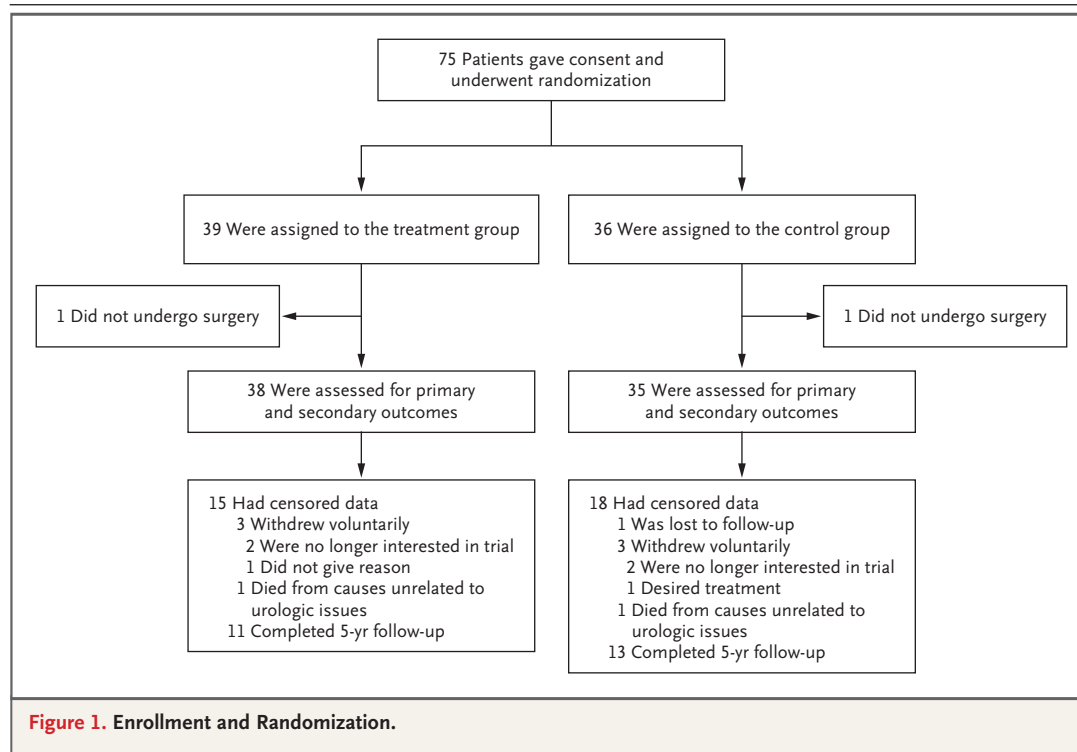 75 Patients gave consent and
underwent randomization
39 Were assigned to the treatment group
36 Were assigned to the control group
1 Did not undergo surgery
1 Did not undergo surgery
38 Were assessed for primary
and secondary outcomes
35 Were assessed for primary
and secondary outcomes
15 Had censored data
3 Withdrew voluntarily
2 Were no longer interested in trial
1 Did not give reason
1 Died from causes unrelated to
urologic issues
11 Completed 5-yr follow-up
18 Had censored data
1 Was lost to follow-up
3 Withdrew voluntarily
2 Were no longer interested in trial
1 Desired treatment
1 Died from causes unrelated to
urologic issues
13 Completed 5-yr follow-up
Figure 1. Enrollment and Randomization.